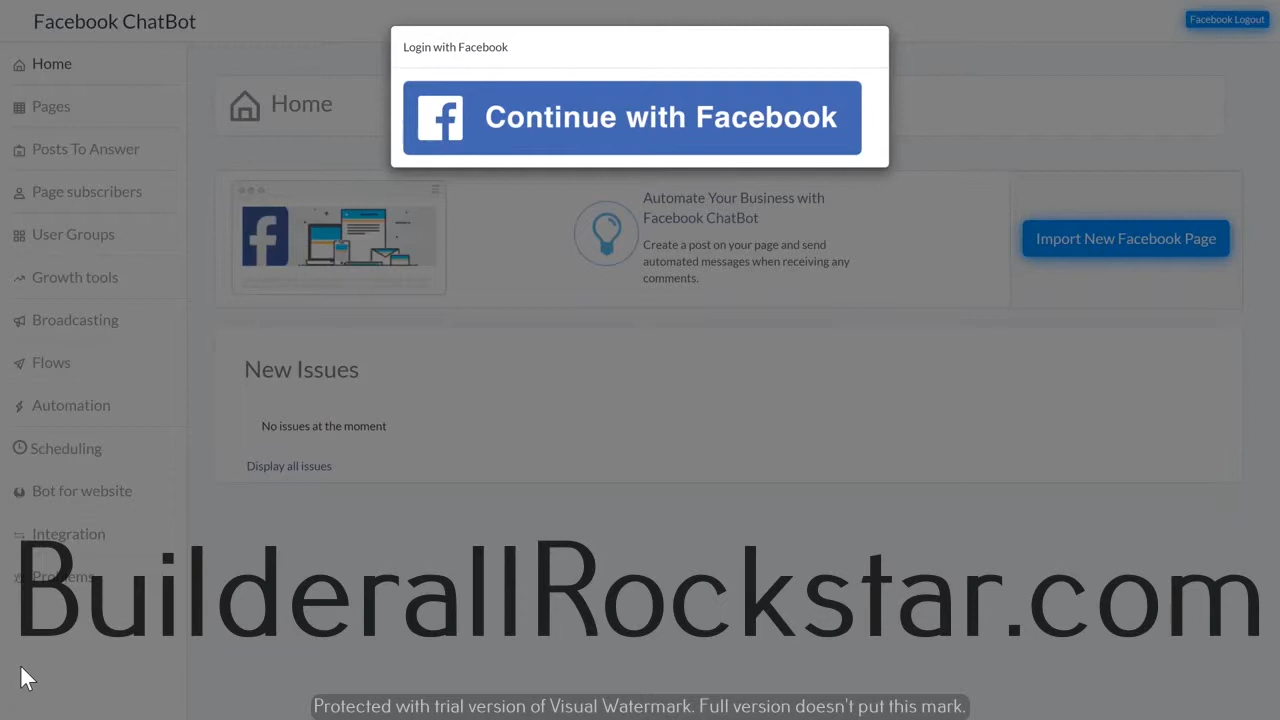 Facebook ChatBot
Facebook Logout
Login with Facebook
Continue with Facebook
Home
Pages
Posts To Answer
Page subscribers
User Groups
Growth tools
Broadcasting
Flows
Automation
Scheduling
Bot for website
Integration
Problems
Home
Automate Your Business with
Facebook ChatBot
Create a post on your page and send
automated messages when receiving any
comments.
Import New Facebook Page
New Issues
No issues at the moment
Display all issues
BuilderallRockstar.com
Protected with trial version of Visual Watermark. Full version doesn't put this mark.